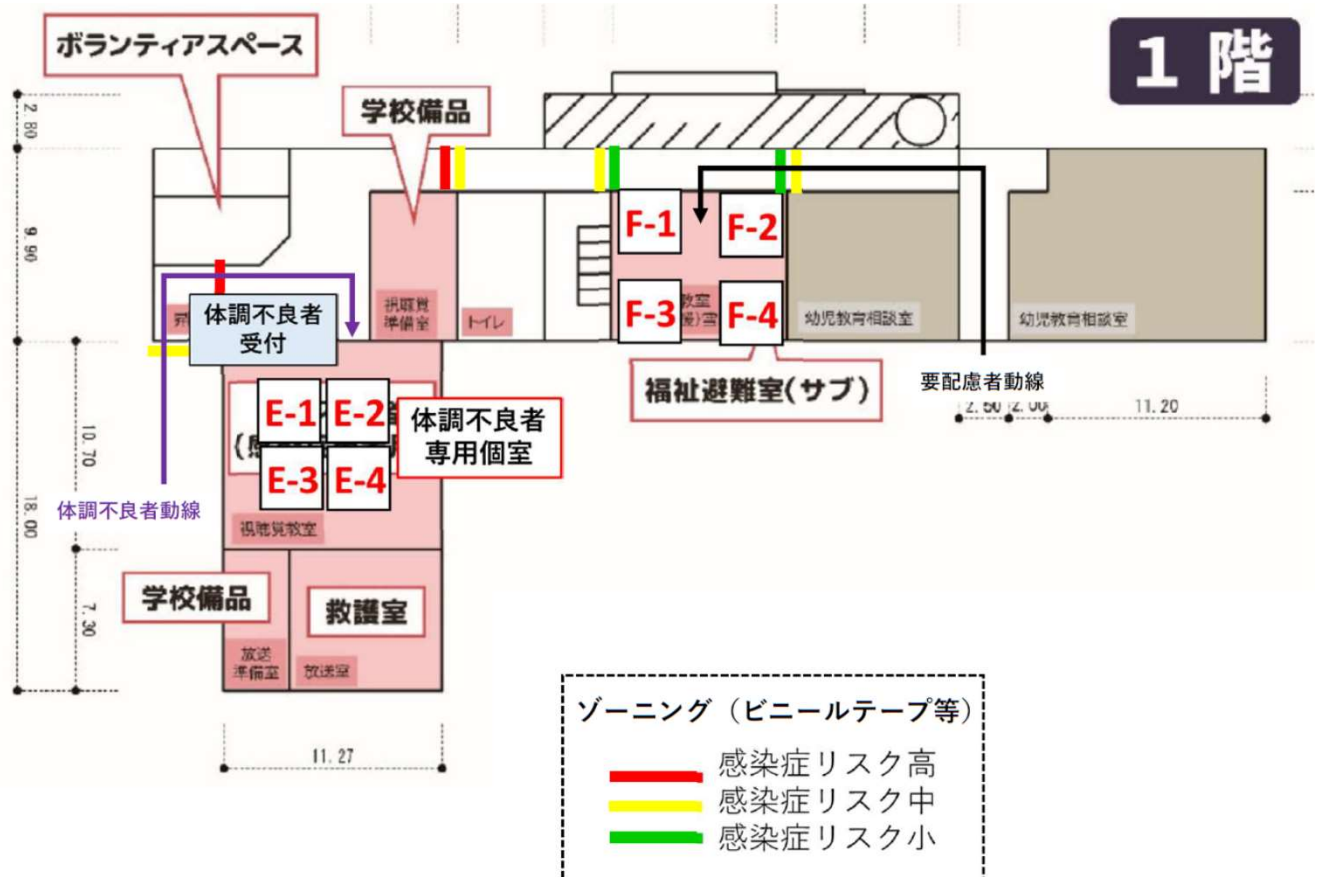 ボランティアスペース
1 階
学校備品
2.80
9.90
F-1
F-2
F-3
F-4
体調不良者
受付
視聴覚
準備室
トイレ
教室
幼児教育相談室
幼児教育相談室
福祉避難室(サブ)
要配慮者動線
2.50
2.00
11.20
E-1
E-2
E-3
E-4
体調不良者
専用個室
10.70
18.00
体調不良者動線
視聴覚教室
学校備品
救護室
7.30
放送
準備室
放送室
11.27
ゾーニング（ビニールテープ等）
感染症リスク高
感染症リスク中
感染症リスク小